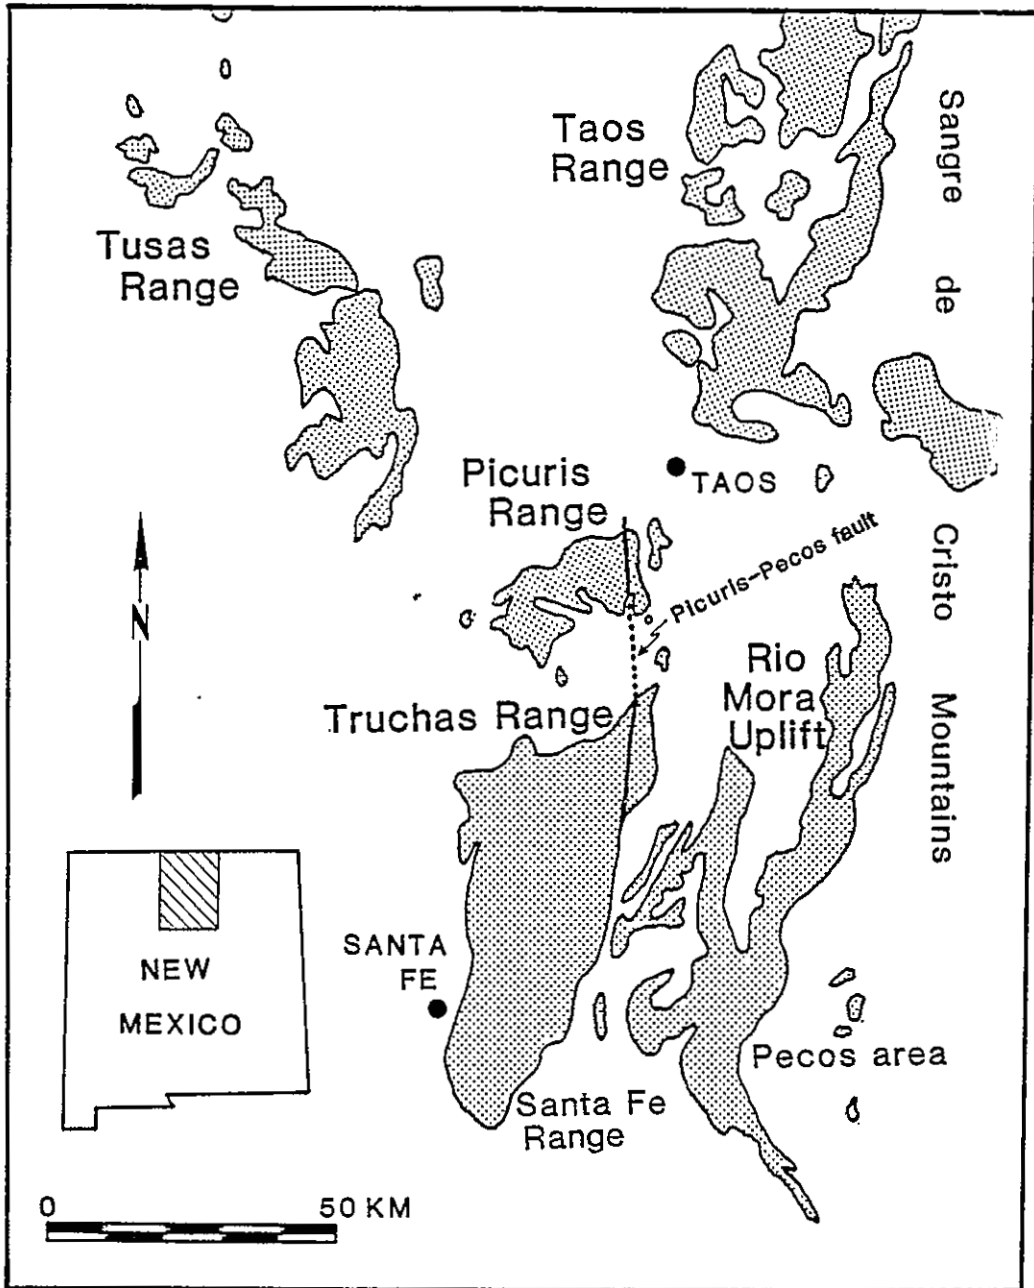 Taos
Range
Sangre de
Cristo
Mountains
Tusas
Range
TAOS
Picuris
Range
Picuris-Pecos fault
N
Rio
Mora
Uplift
Truchas Range
SANTA
FE
NEW
MEXICO
Pecos area
Santa Fe
Range
0 50 KM